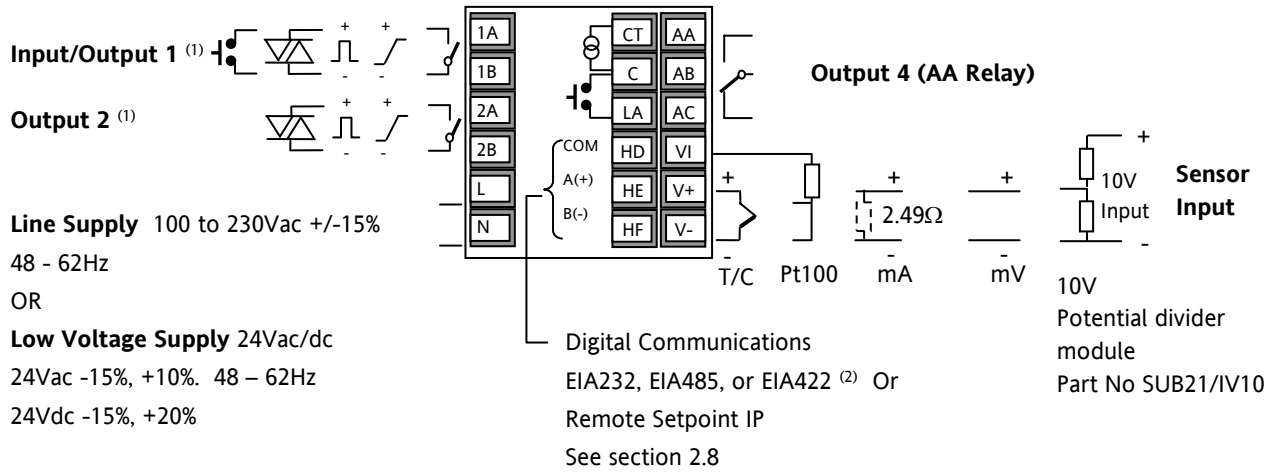 Input/Output 1 (1)
+ +
- -
Output 2 (1)
+ +
- -
1A
1B
2A
2B
L
N
CT AA
C AB
LA AC
HD VI
HE V+
HF V-
COM
A(+)
B(-)
Output 4 (AA Relay)
Line Supply 100 to 230Vac +/-15%
48 - 62Hz
OR
Low Voltage Supply 24Vac/dc
24Vac -15%, +10%. 48 – 62Hz
24Vdc -15%, +20%
+
-
T/C
Pt100
+
2.49Ω
-
mA
+
-
mV
+
10V
Input
-
Sensor
Input
10V
Potential divider
module
Part No SUB21/IV10
Digital Communications
EIA232, EIA485, or EIA422 (2) Or
Remote Setpoint IP
See section 2.8